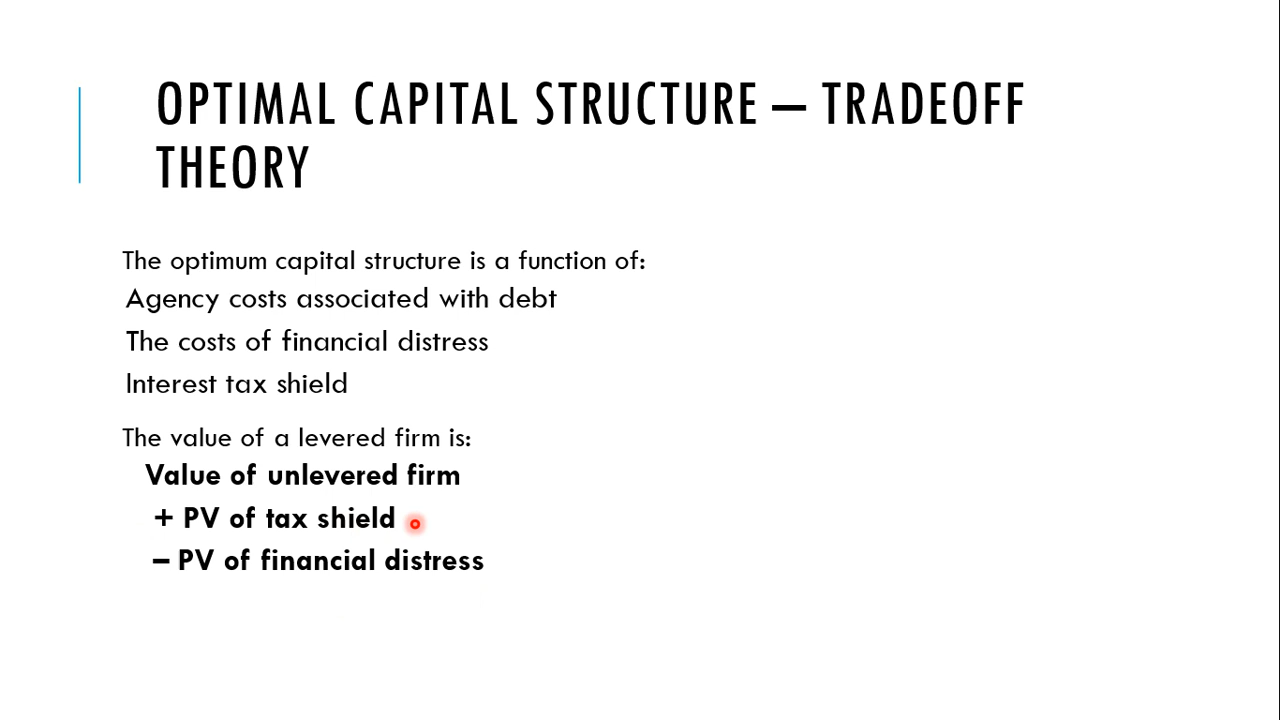 OPTIMAL CAPITAL STRUCTURE – TRADEOFF
THEORY
The optimum capital structure is a function of:
Agency costs associated with debt
The costs of financial distress
Interest tax shield
The value of a levered firm is:
Value of unlevered firm
+ PV of tax shield
– PV of financial distress